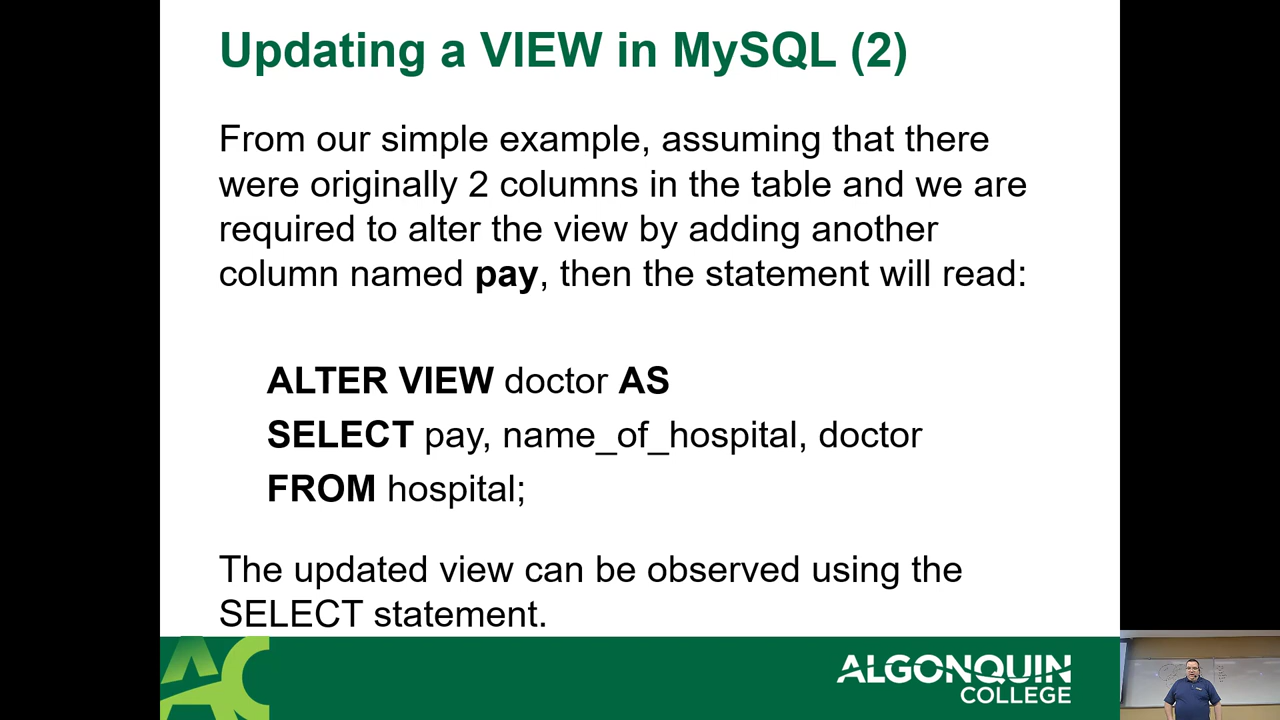 Updating a VIEW in MySQL (2)
From our simple example, assuming that there
were originally 2 columns in the table and we are
required to alter the view by adding another
column named pay, then the statement will read:
ALTER VIEW doctor AS
SELECT pay, name_of_hospital, doctor
FROM hospital;
The updated view can be observed using the
SELECT statement.
AC
ALGONQUIN
COLLEGE